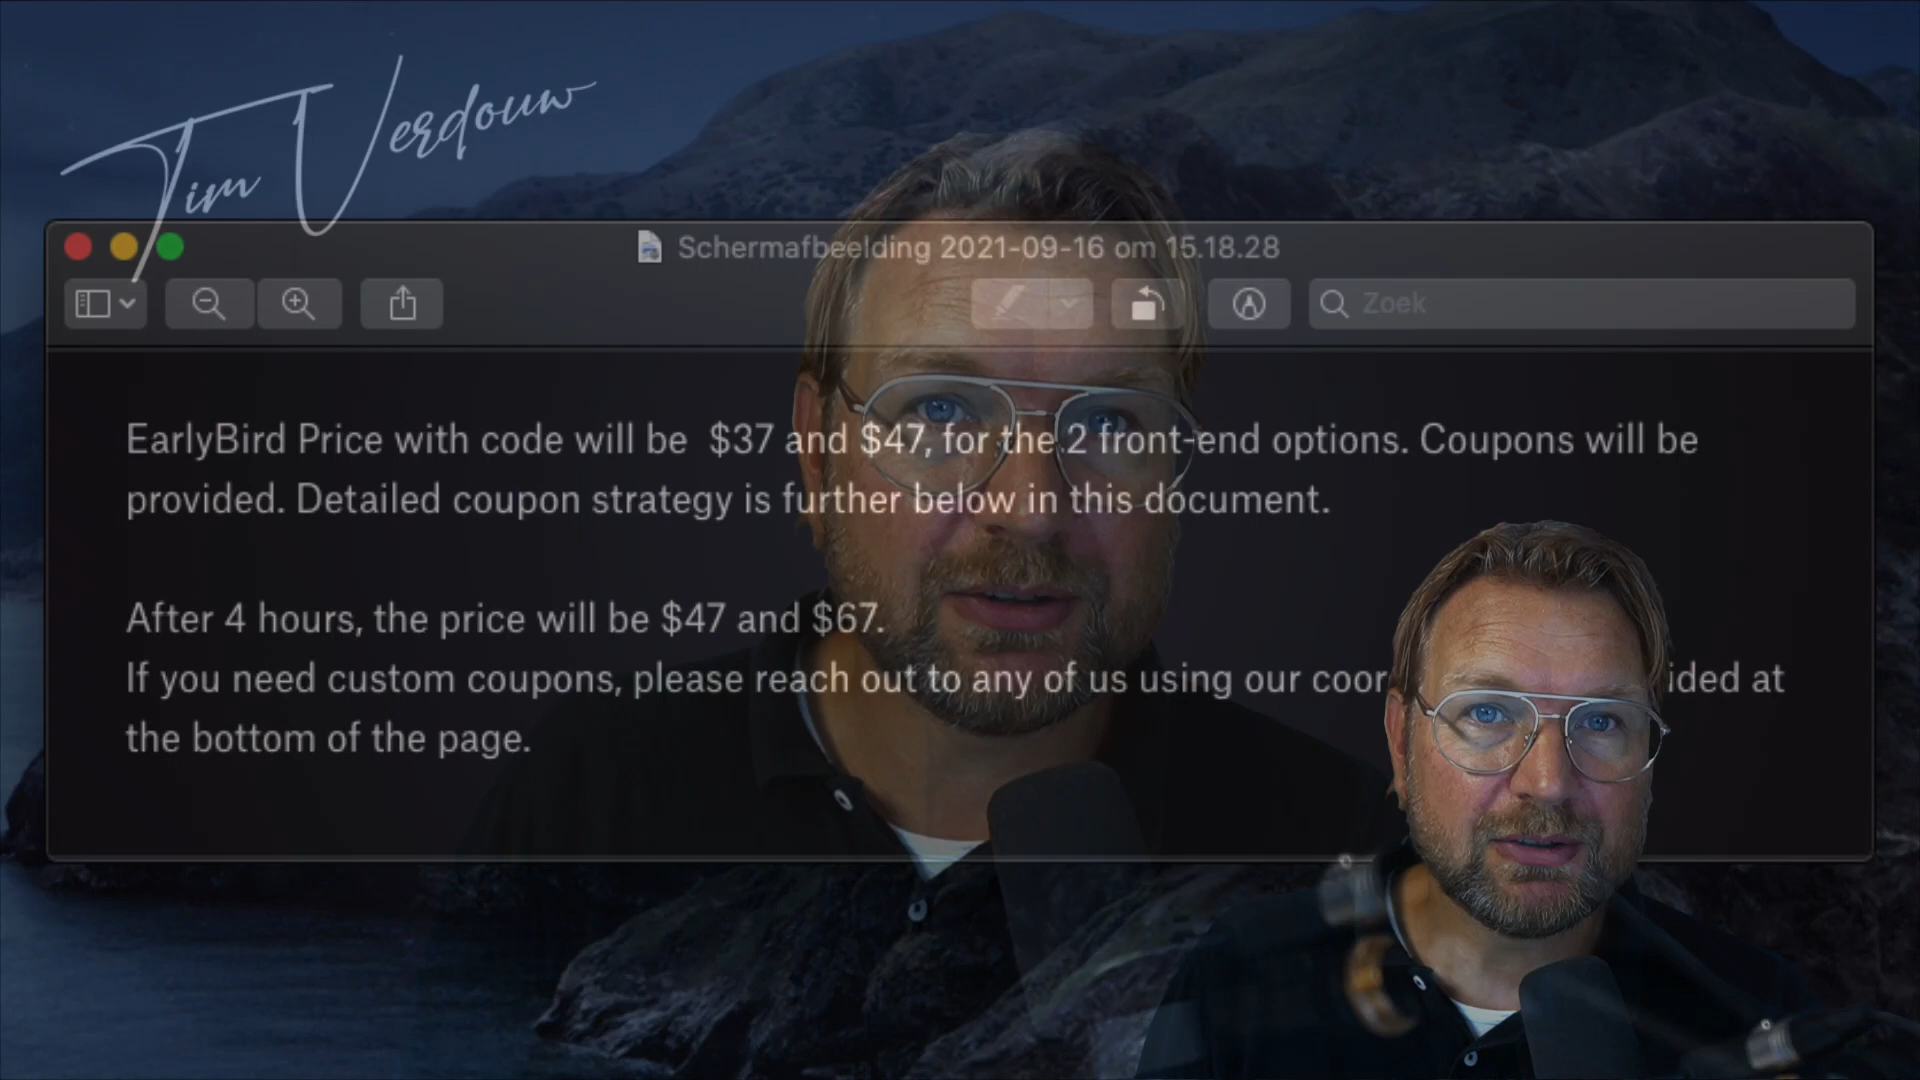 Tim Verdouw
Schermafbeelding 2021-09-16 om 15.18.28
Zoek
EarlyBird Price with code will be $37 and $47, for the 2 front-end options. Coupons will be
provided. Detailed coupon strategy is further below in this document.
After 4 hours, the price will be $47 and $67.
If you need custom coupons, please reach out to any of us using our
at
the bottom of the page.